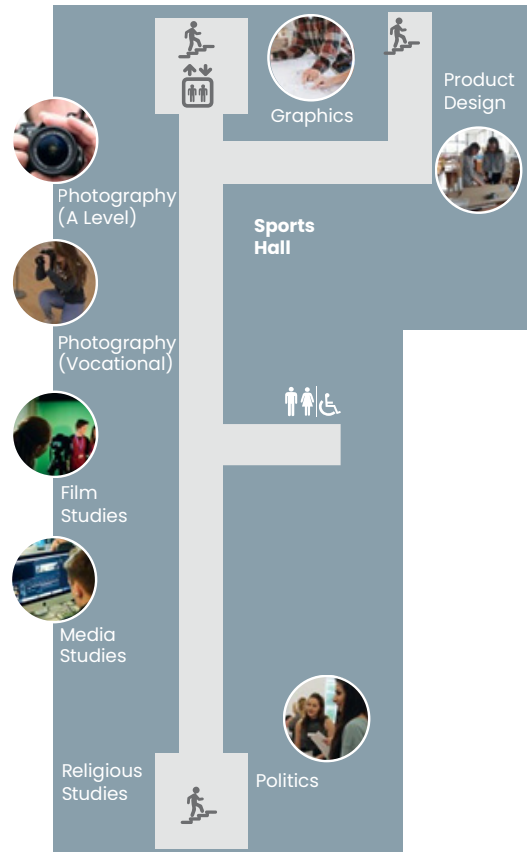 Graphics
Product
Design
Photography
(A Level)
Sports
Hall
Photography
(Vocational)
Film
Studies
Media
Studies
Religious
Studies
Politics